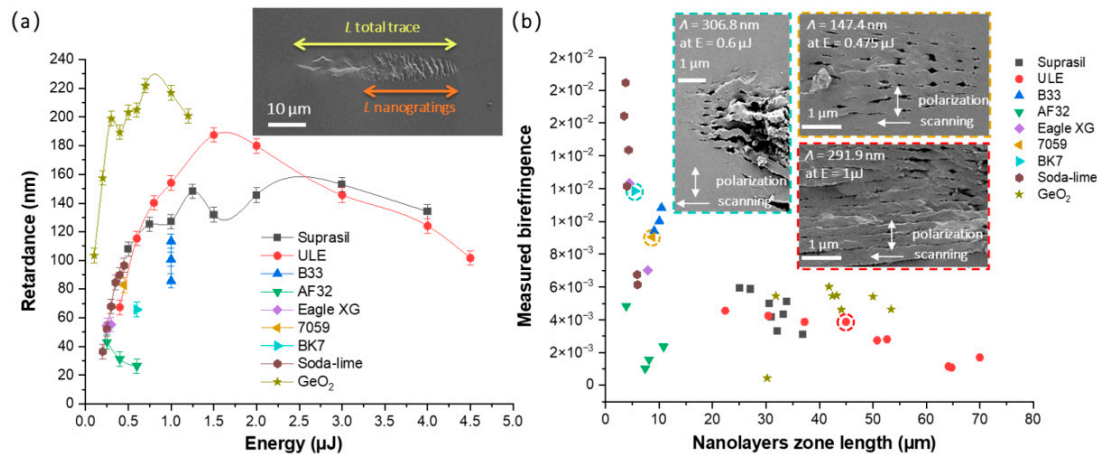 (a)
L total trace
L nanogratings
10 μm
240
220
200
180
160
140
120
100
80
60
40
20
0
Retardance (nm)
0.0 0.5 1.0 1.5 2.0 2.5 3.0 3.5 4.0 4.5 5.0
Energy (μJ)
Suprasil
ULE
B33
AF32
Eagle XG
7059
BK7
Soda-lime
GeO2
(b)
Λ = 306.8 nm
at E = 0.6 μJ
1 μm
polarization
scanning
Λ = 147.4 nm
at E = 0.475 μJ
polarization
1 μm
scanning
Λ = 291.9 nm
at E = 1μJ
polarization
1 μm
scanning
2×10⁻²
2×10⁻²
2×10⁻²
1×10⁻²
1×10⁻²
8×10⁻³
6×10⁻³
4×10⁻³
2×10⁻³
0
Measured birefringence
0 10 20 30 40 50 60 70 80
Nanolayers zone length (μm)
Suprasil
ULE
B33
AF32
Eagle XG
7059
BK7
Soda-lime
GeO2